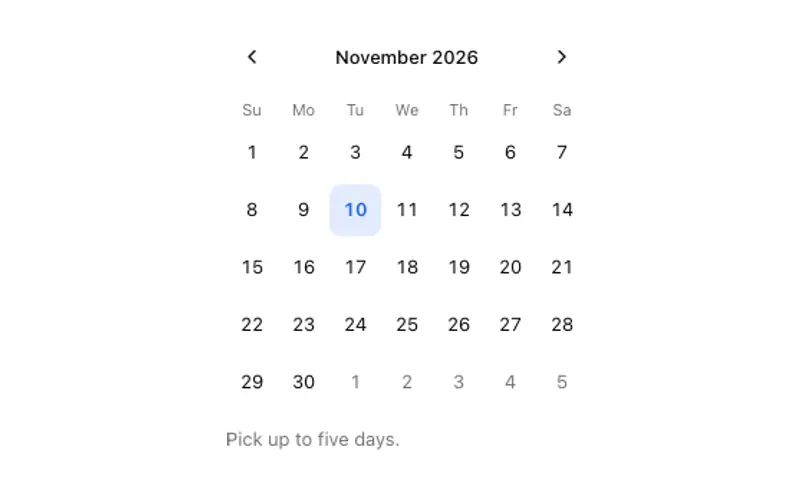 November 2026
Su Mo Tu We Th Fr Sa
1 2 3 4 5 6 7
8 9 10 11 12 13 14
15 16 17 18 19 20 21
22 23 24 25 26 27 28
29 30 1 2 3 4 5
Pick up to five days.